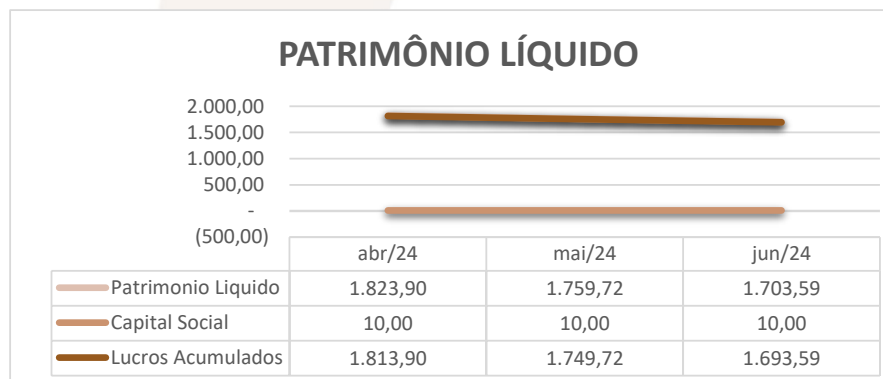 PATRIMÔNIO LÍQUIDO
2.000,00
1.500,00
1.000,00
500,00
-
(500,00)
abr/24 mai/24 jun/24
Patrimonio Liquido 1.823,90 1.759,72 1.703,59
Capital Social 10,00 10,00 10,00
Lucros Acumulados 1.813,90 1.749,72 1.693,59